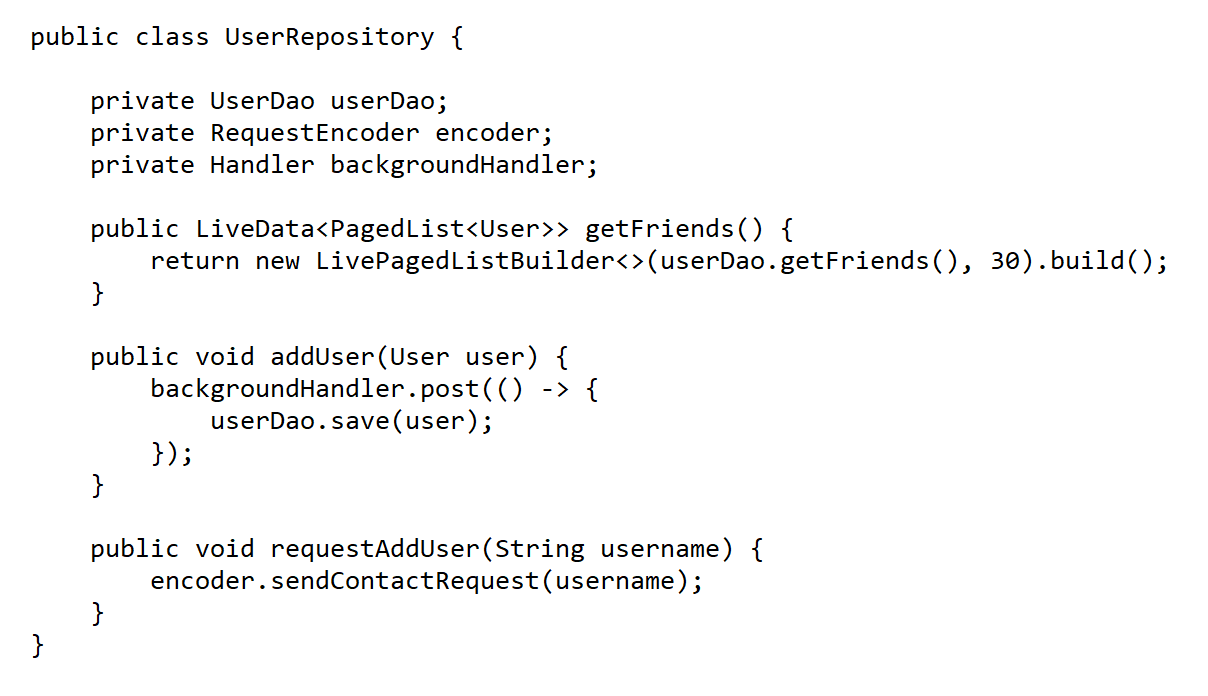 public class UserRepository {
    private UserDao userDao;
    private RequestEncoder encoder;
    private Handler backgroundHandler;
    public LiveData<PagedList<User>> getFriends() {
        return new LivePagedListBuilder<>(userDao.getFriends(), 30).build();
    }
    public void addUser(User user) {
        backgroundHandler.post(() -> {
            userDao.save(user);
        });
    }
    public void requestAddUser(String username) {
        encoder.sendContactRequest(username);
    }
}